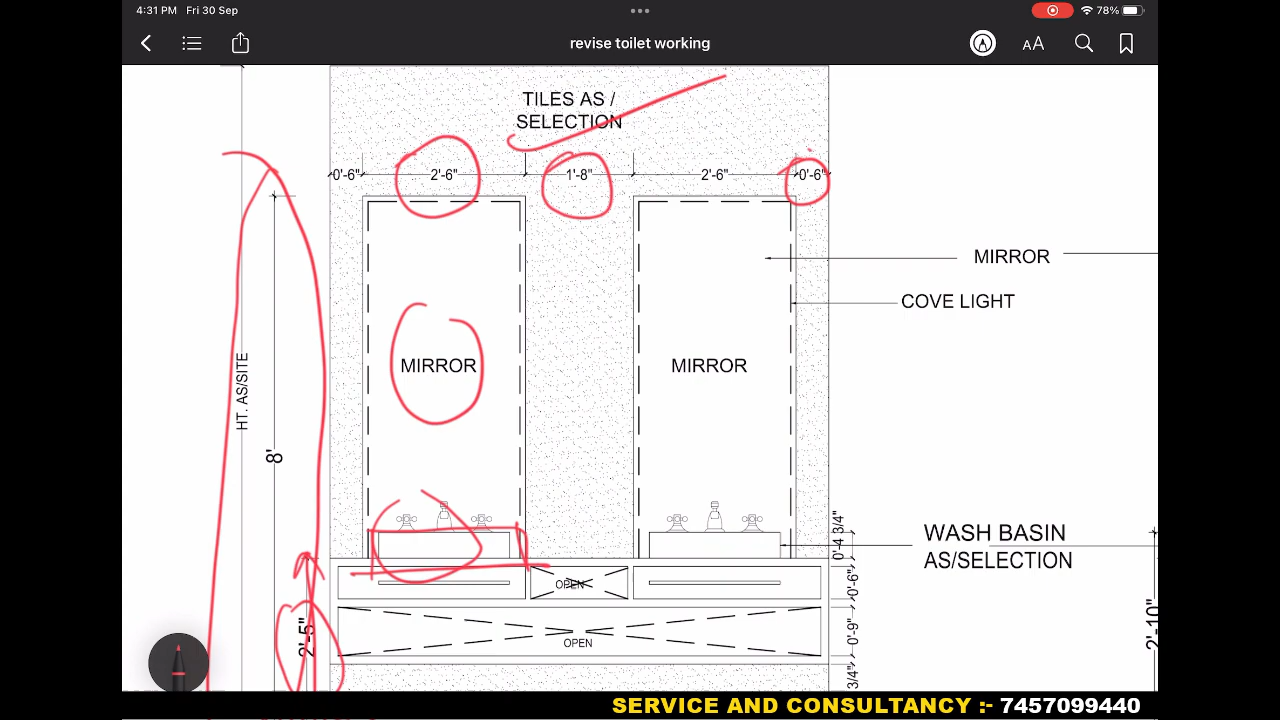 4:31 PM Fri 30 Sep
78%
revise toilet working
AA
TILES AS /
SELECTION
0'-6" 2'-6" 1'-8" 2'-6" 0'-6"
MIRROR
COVE LIGHT
HT. AS/SITE
MIRROR
MIRROR
8'
0'-4 3/4"
WASH BASIN
AS/SELECTION
OPEN
0'-6"
2'-5"
2'-10"
0'-9"
OPEN
3/4"
SERVICE AND CONSULTANCY :- 7457099440